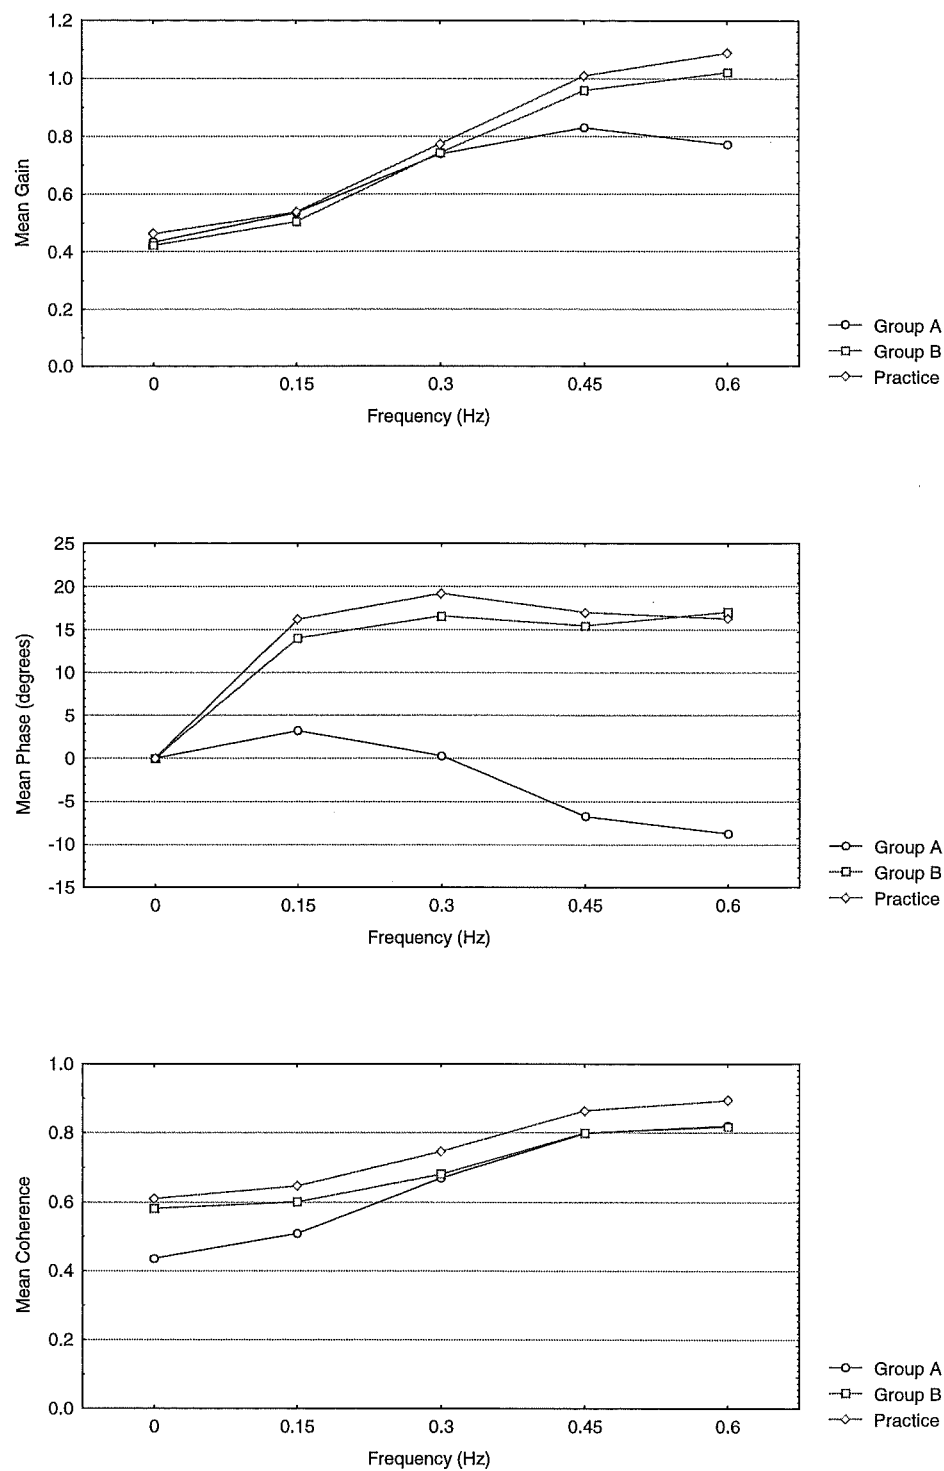 1.2
1.0
0.8
0.6
0.4
0.2
0.0
Mean Gain
0 0.15 0.3 0.45 0.6
Frequency (Hz)
Group A
Group B
Practice
25
20
15
10
5
0
-5
-10
-15
Mean Phase (degrees)
0 0.15 0.3 0.45 0.6
Frequency (Hz)
Group A
Group B
Practice
1.0
0.8
0.6
0.4
0.2
0.0
Mean Coherence
0 0.15 0.3 0.45 0.6
Frequency (Hz)
Group A
Group B
Practice